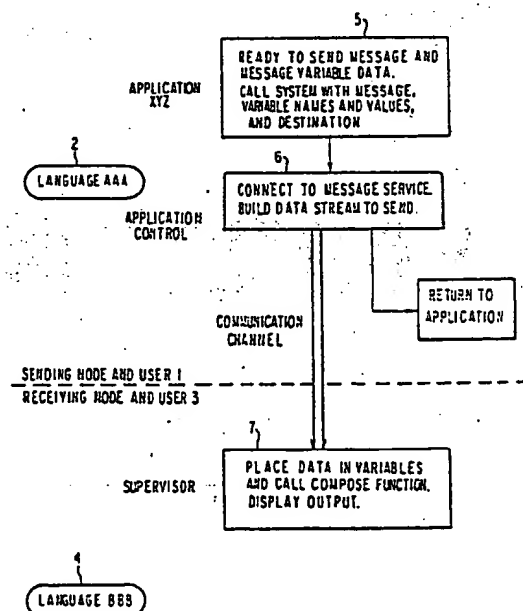 5
READY TO SEND MESSAGE AND
MESSAGE VARIABLE DATA.
CALL SYSTEM WITH MESSAGE,
VARIABLE NAMES AND VALUES,
AND DESTINATION
APPLICATION
XYZ
2
LANGUAGE AAA
6
CONNECT TO MESSAGE SERVICE.
BUILD DATA STREAM TO SEND.
APPLICATION
CONTROL
RETURN TO
APPLICATION
COMMUNICATION
CHANNEL
SENDING NODE AND USER 1
RECEIVING NODE AND USER 3
7
PLACE DATA IN VARIABLES
AND CALL COMPOSE FUNCTION.
DISPLAY OUTPUT.
SUPERVISOR
4
LANGUAGE BBB